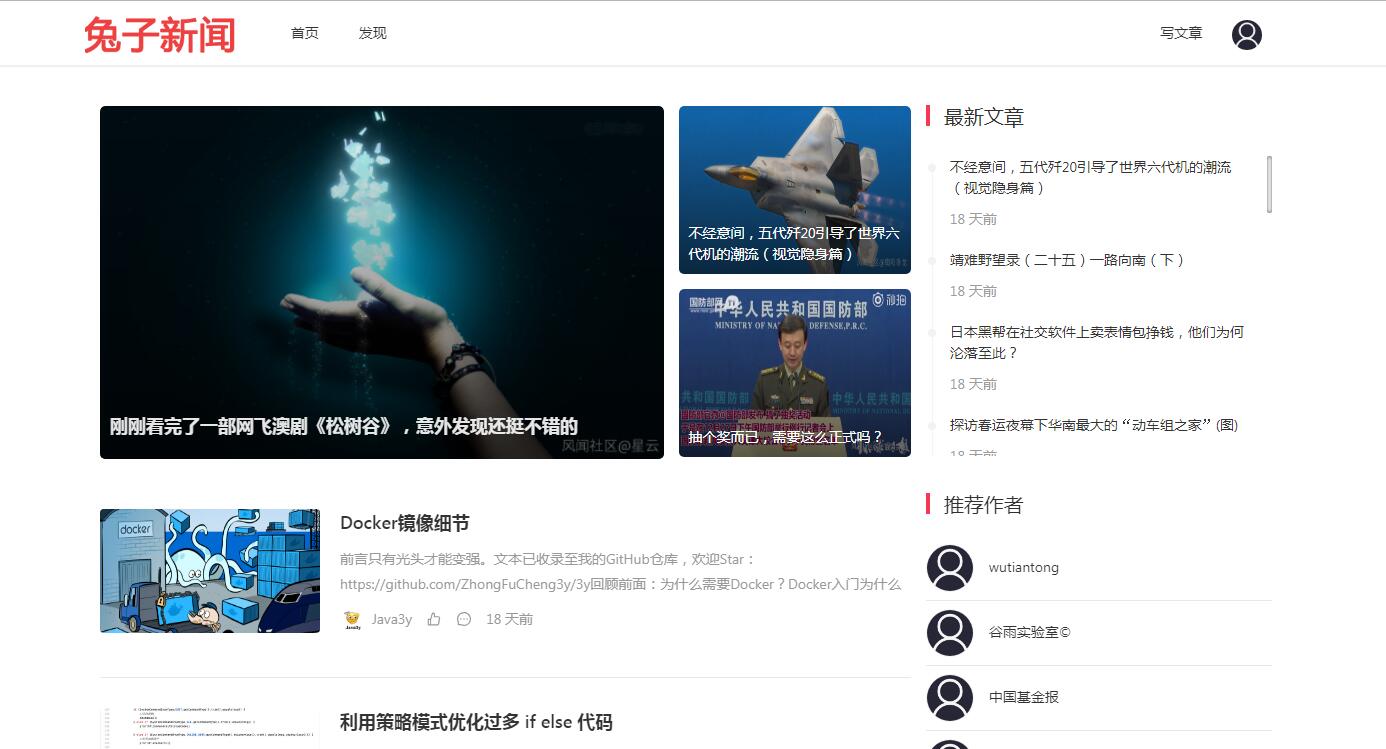 兔子新闻
首页
发现
写文章
刚刚看完了一部网飞澳剧《松树谷》，意外发现还挺不错的
风闻社区@星云
不经意间，五代歼20引导了世界六代机的潮流（视觉隐身篇）
国防部网
秒拍
中华人民共和国国防部
MINISTRY OF NATIONAL DEFENSE,P.R.C.
抽个奖而已，需要这么正式吗？
最新文章
不经意间，五代歼20引导了世界六代机的潮流
（视觉隐身篇）
18 天前
靖难野望录（二十五）一路向南（下）
18 天前
日本黑帮在社交软件上卖表情包挣钱，他们为何
沦落至此？
18 天前
探访春运夜幕下华南最大的“动车组之家”(图)
18 天前
docker
Docker镜像细节
前言只有光头才能变强。文本已收录至我的GitHub仓库，欢迎Star：
https://github.com/ZhongFuCheng3y/3y回顾前面：为什么需要Docker？Docker入门为什么
Java3y
18 天前
利用策略模式优化过多 if else 代码
推荐作者
wutiantong
谷雨实验室©
中国基金报